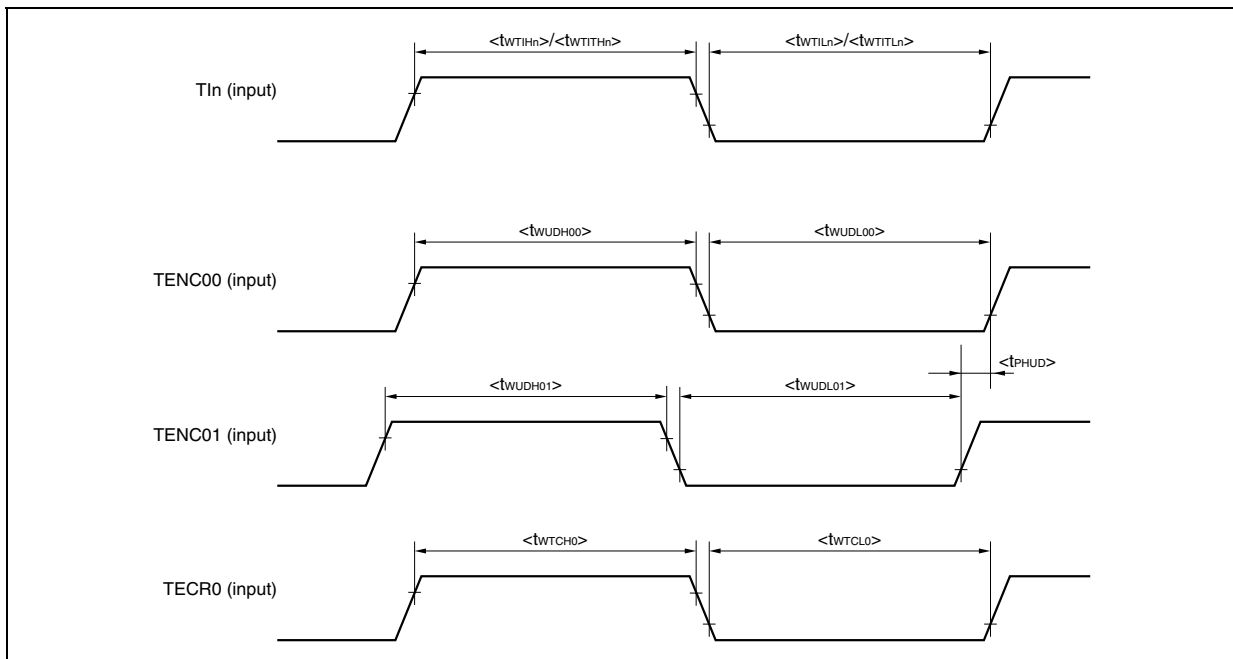 <tWTIHn>/<tWTITHn> <tWTILn>/<tWTITLn>
TIn (input)
<tWUDH00> <tWUDL00>
TENC00 (input)
<tPHUD>
<tWUDH01> <tWUDL01>
TENC01 (input)
<tWTCH0> <tWTCL0>
TECR0 (input)